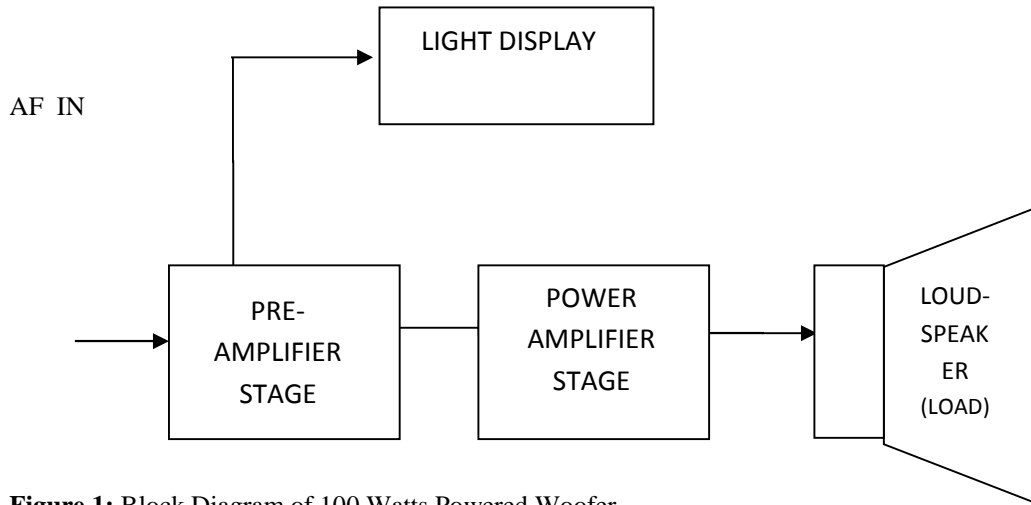 LIGHT DISPLAY
AF IN
PRE-
AMPLIFIER
STAGE
POWER
AMPLIFIER
STAGE
LOUD-
SPEAK
ER
(LOAD)
Figure 1: Block Diagram of 100 Watts Powered Woofer